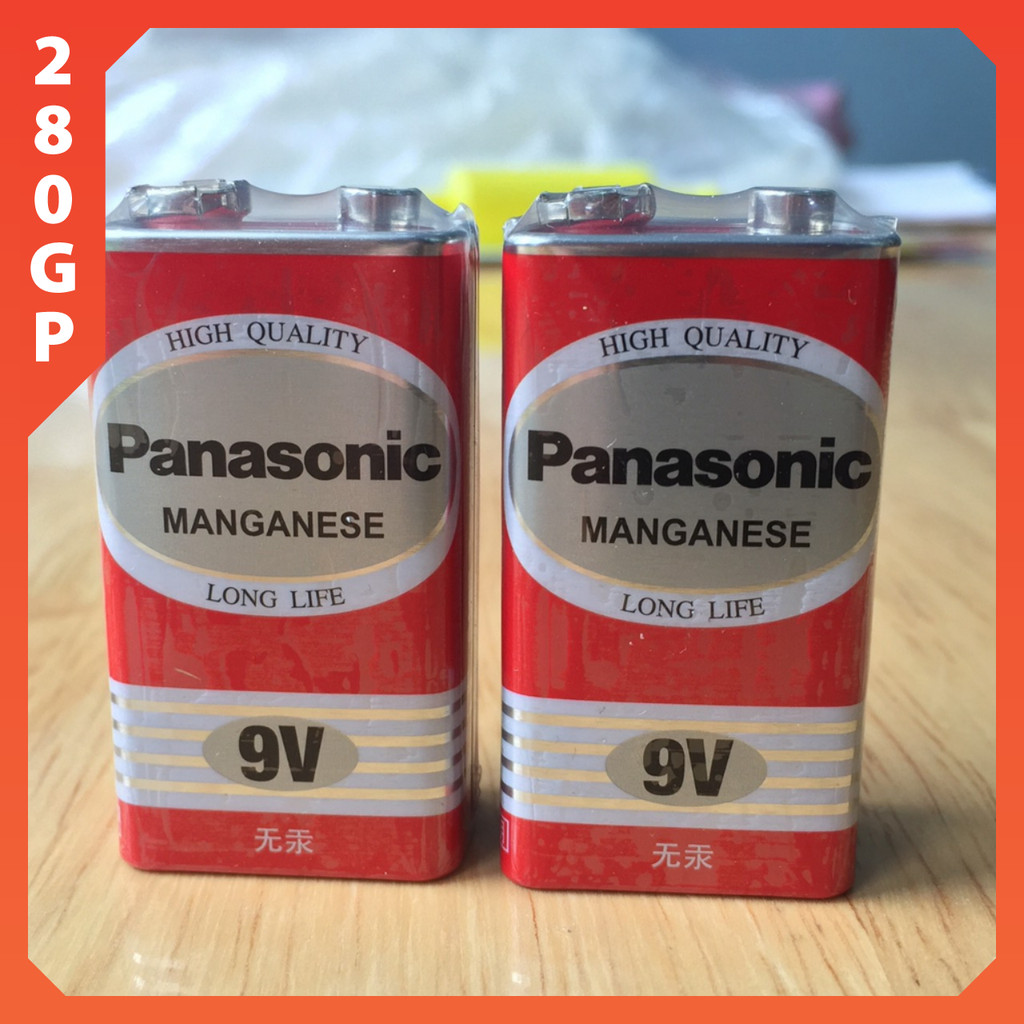 280GP
HIGH QUALITY
Panasonic
MANGANESE
LONG LIFE
9V
无汞
HIGH QUALITY
Panasonic
MANGANESE
LONG LIFE
9V
无汞